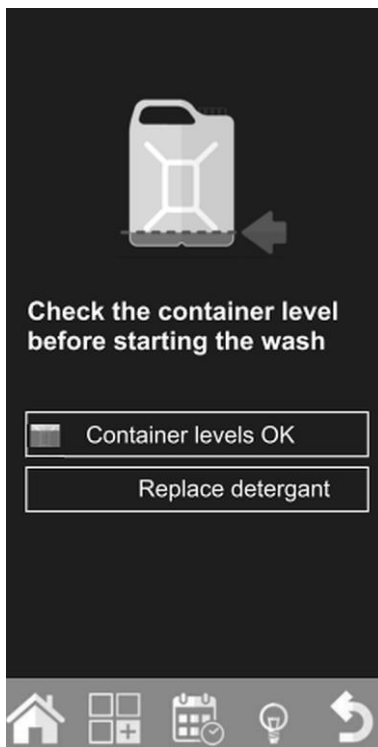 Check the container level
before starting the wash
Container levels OK
Replace detergant